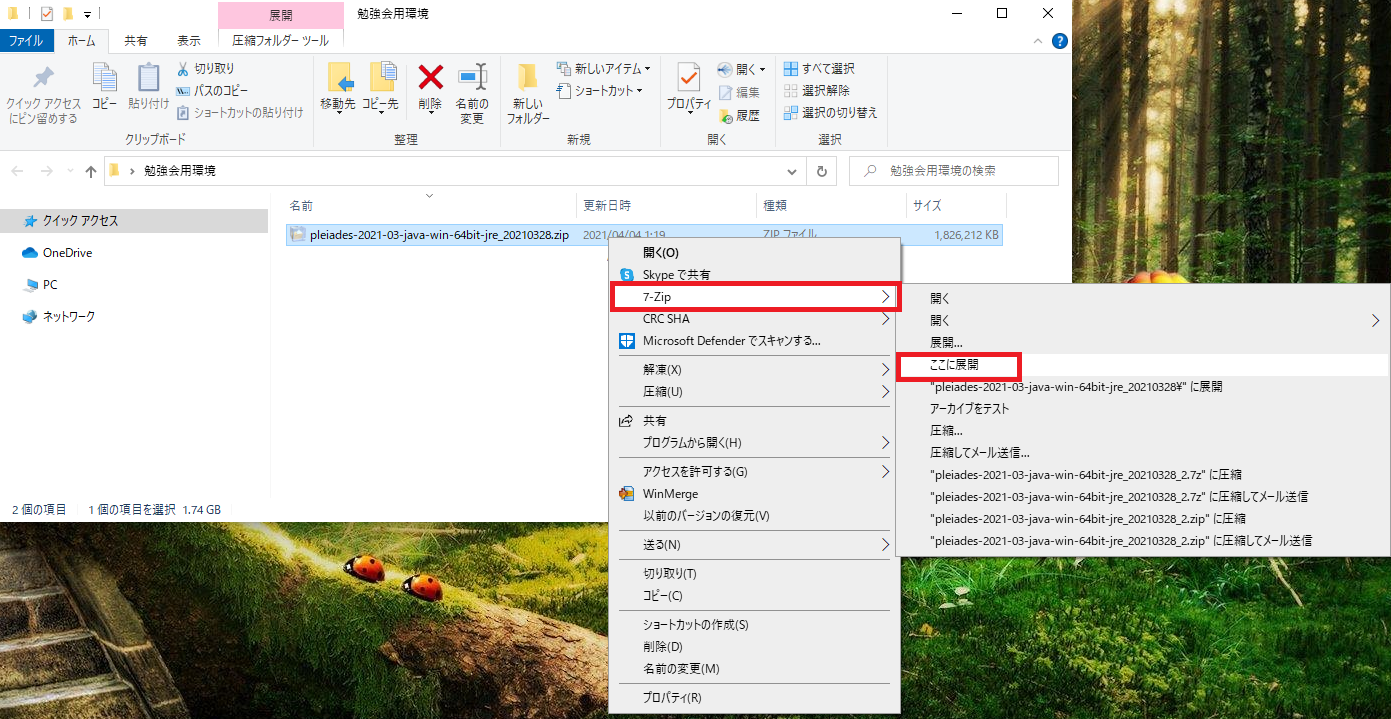 展開
勉強会用環境
ファイル
ホーム
共有
表示
圧縮フォルダー ツール
クイック アクセス
にピン留めする
コピー
貼り付け
切り取り
パスのコピー
ショートカットの貼り付け
クリップボード
移動先
コピー先
削除
名前の
変更
整理
新しい
フォルダー
新しいアイテム
ショートカット
新規
プロパティ
開く
編集
履歴
開く
すべて選択
選択解除
選択の切り替え
選択
勉強会用環境
勉強会用環境の検索
名前
更新日時
種類
サイズ
クイック アクセス
OneDrive
PC
ネットワーク
pleiades-2021-03-java-win-64bit-jre_20210328.zip
2021/04/04 1:19
ZIP ファイル
1,826,212 KB
開く(O)
Skype で共有
7-Zip
CRC SHA
Microsoft Defender でスキャンする...
解凍(X)
圧縮(U)
共有
プログラムから開く(H)
アクセスを許可する(G)
WinMerge
以前のバージョンの復元(V)
送る(N)
切り取り(T)
コピー(C)
ショートカットの作成(S)
削除(D)
名前の変更(M)
プロパティ(R)
開く
開く
展開...
ここに展開
"pleiades-2021-03-java-win-64bit-jre_20210328¥" に展開
アーカイブをテスト
圧縮...
圧縮してメール送信...
"pleiades-2021-03-java-win-64bit-jre_20210328_2.7z" に圧縮
"pleiades-2021-03-java-win-64bit-jre_20210328_2.7z" に圧縮してメール送信
"pleiades-2021-03-java-win-64bit-jre_20210328_2.zip" に圧縮
"pleiades-2021-03-java-win-64bit-jre_20210328_2.zip" に圧縮してメール送信
2 個の項目
1 個の項目を選択 1.74 GB